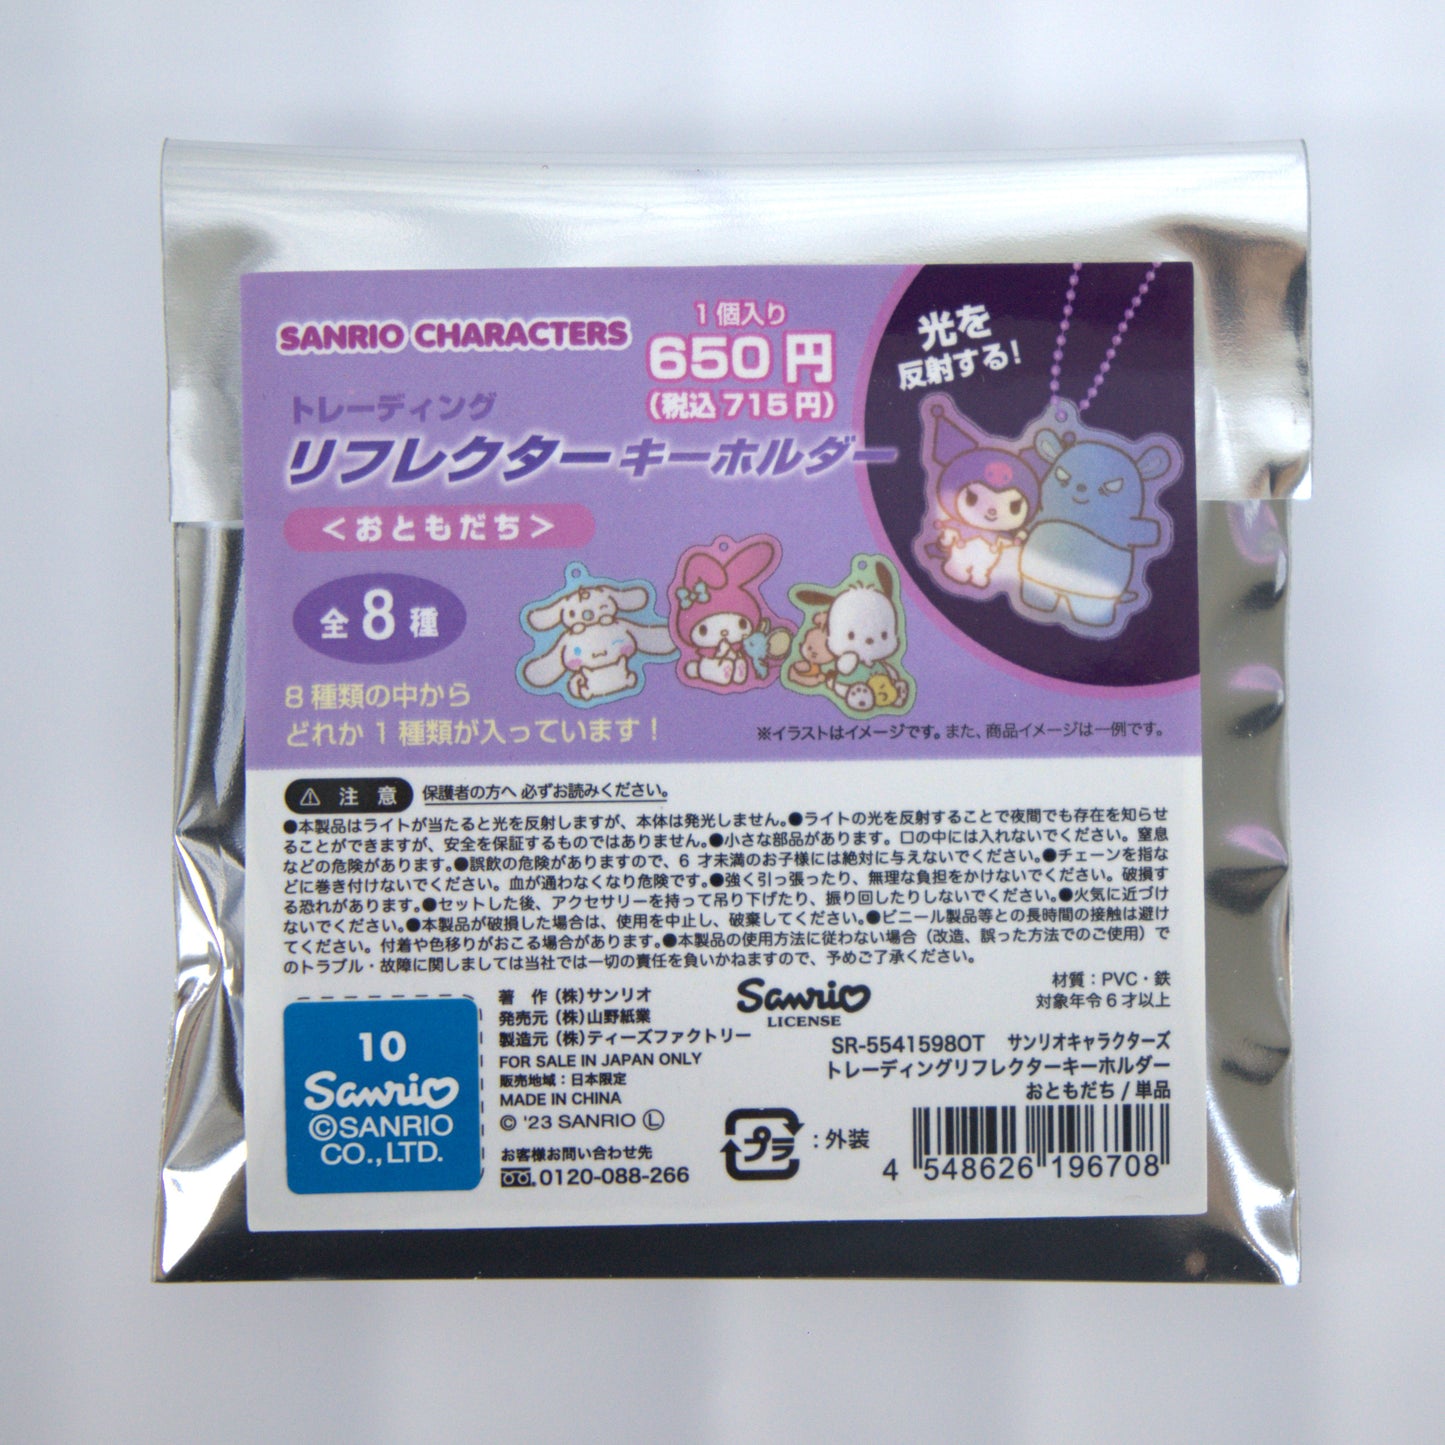 SANRIO CHARACTERS
1個入り
650円
(税込715円)
トレーディング
リフレクターキーホルダー
<おともだち>
全8種
8種類の中から
どれか1種類が入っています!
光を
反射する!
※イラストはイメージです。また、商品イメージは一例です。
⚠ 注意 保護者の方へ 必ずお読みください。
●本製品はライトが当たると光を反射しますが、本体は発光しません。●ライトの光を反射することで夜間でも存在を知らせ
ることができますが、安全を保証するものではありません。●小さな部品があります。口の中には入れないでください。窒息
などの危険があります。●誤飲の危険がありますので、6才未満のお子様には絶対に与えないでください。●チェーンを指な
どに巻き付けないでください。血が通わなくなり危険です。●強く引っ張ったり、無理な負担をかけないでください。破損す
る恐れがあります。●セットした後、アクセサリーを持って吊り下げたり、振り回したりしないでください。●火気に近づけ
ないでください。●本製品が破損した場合は、使用を中止し、破棄してください。●ビニール製品等との長時間の接触は避け
てください。付着や色移りがおこる場合があります。●本製品の使用方法に従わない場合(改造、誤った方法でのご使用)で
のトラブル・故障に関しましては当社では一切の責任を負いかねますので、予めご了承ください。
10
Sanrio
©SANRIO
CO.,LTD.
著 作 (株)サンリオ
発売元 (株)山野紙業
製造元 (株)ティーズファクトリー
FOR SALE IN JAPAN ONLY
販売地域:日本限定
MADE IN CHINA
© '23 SANRIO Ⓛ
お客様お問い合わせ先
0120-088-266
Sanrio
LICENSE
材質:PVC・鉄
対象年令6才以上
SR-5541598OT サンリオキャラクターズ
トレーディングリフレクターキーホルダー
おともだち/単品
プラ:外装
4 548626 196708